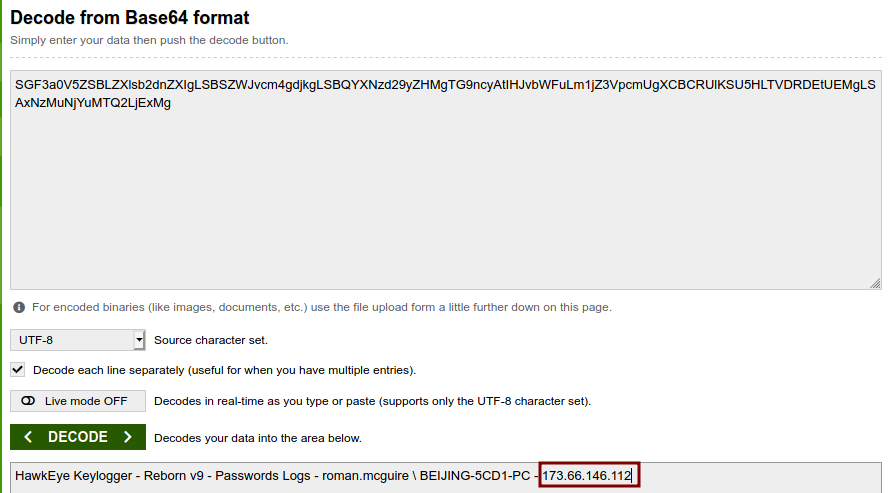 Decode from Base64 format
Simply enter your data then push the decode button.
SGF3a0V5ZSBLZXlsb2dnZXIgLSBSZWJvcm4gdjkgLSBQYXNzd29yZHMgTG9ncyAtIHJvbWFuLm1jZ3VpcmUgXCBCRUlKSU5HLTVDRDEtUEMgLS
AxNzMuNjYuMTQ2LjExMg
For encoded binaries (like images, documents, etc.) use the file upload form a little further down on this page.
UTF-8 Source character set.
Decode each line separately (useful for when you have multiple entries).
Live mode OFF Decodes in real-time as you type or paste (supports only the UTF-8 character set).
< DECODE > Decodes your data into the area below.
HawkEye Keylogger - Reborn v9 - Passwords Logs - roman.mcguire \ BEIJING-5CD1-PC - 173.66.146.112